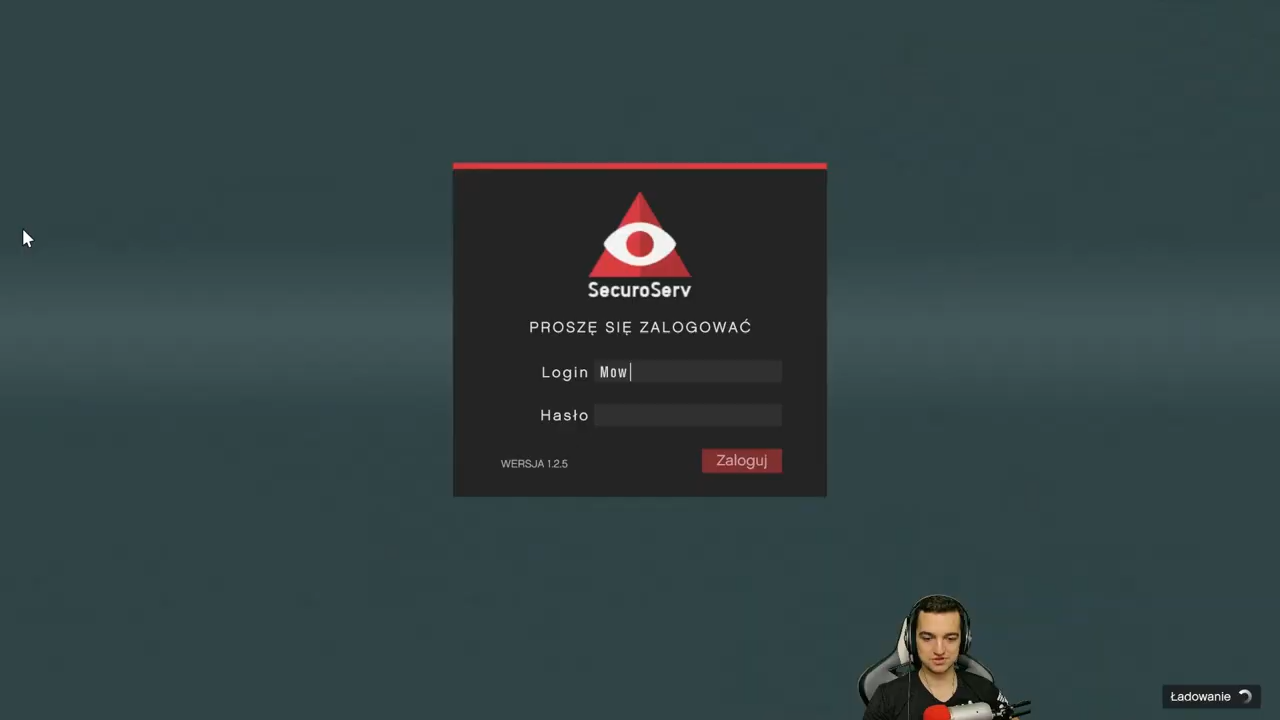 SecuroServ
PROSZĘ SIĘ ZALOGOWAĆ
Login Mow
Hasło
WERSJA 1.2.5 Zaloguj
Ładowanie